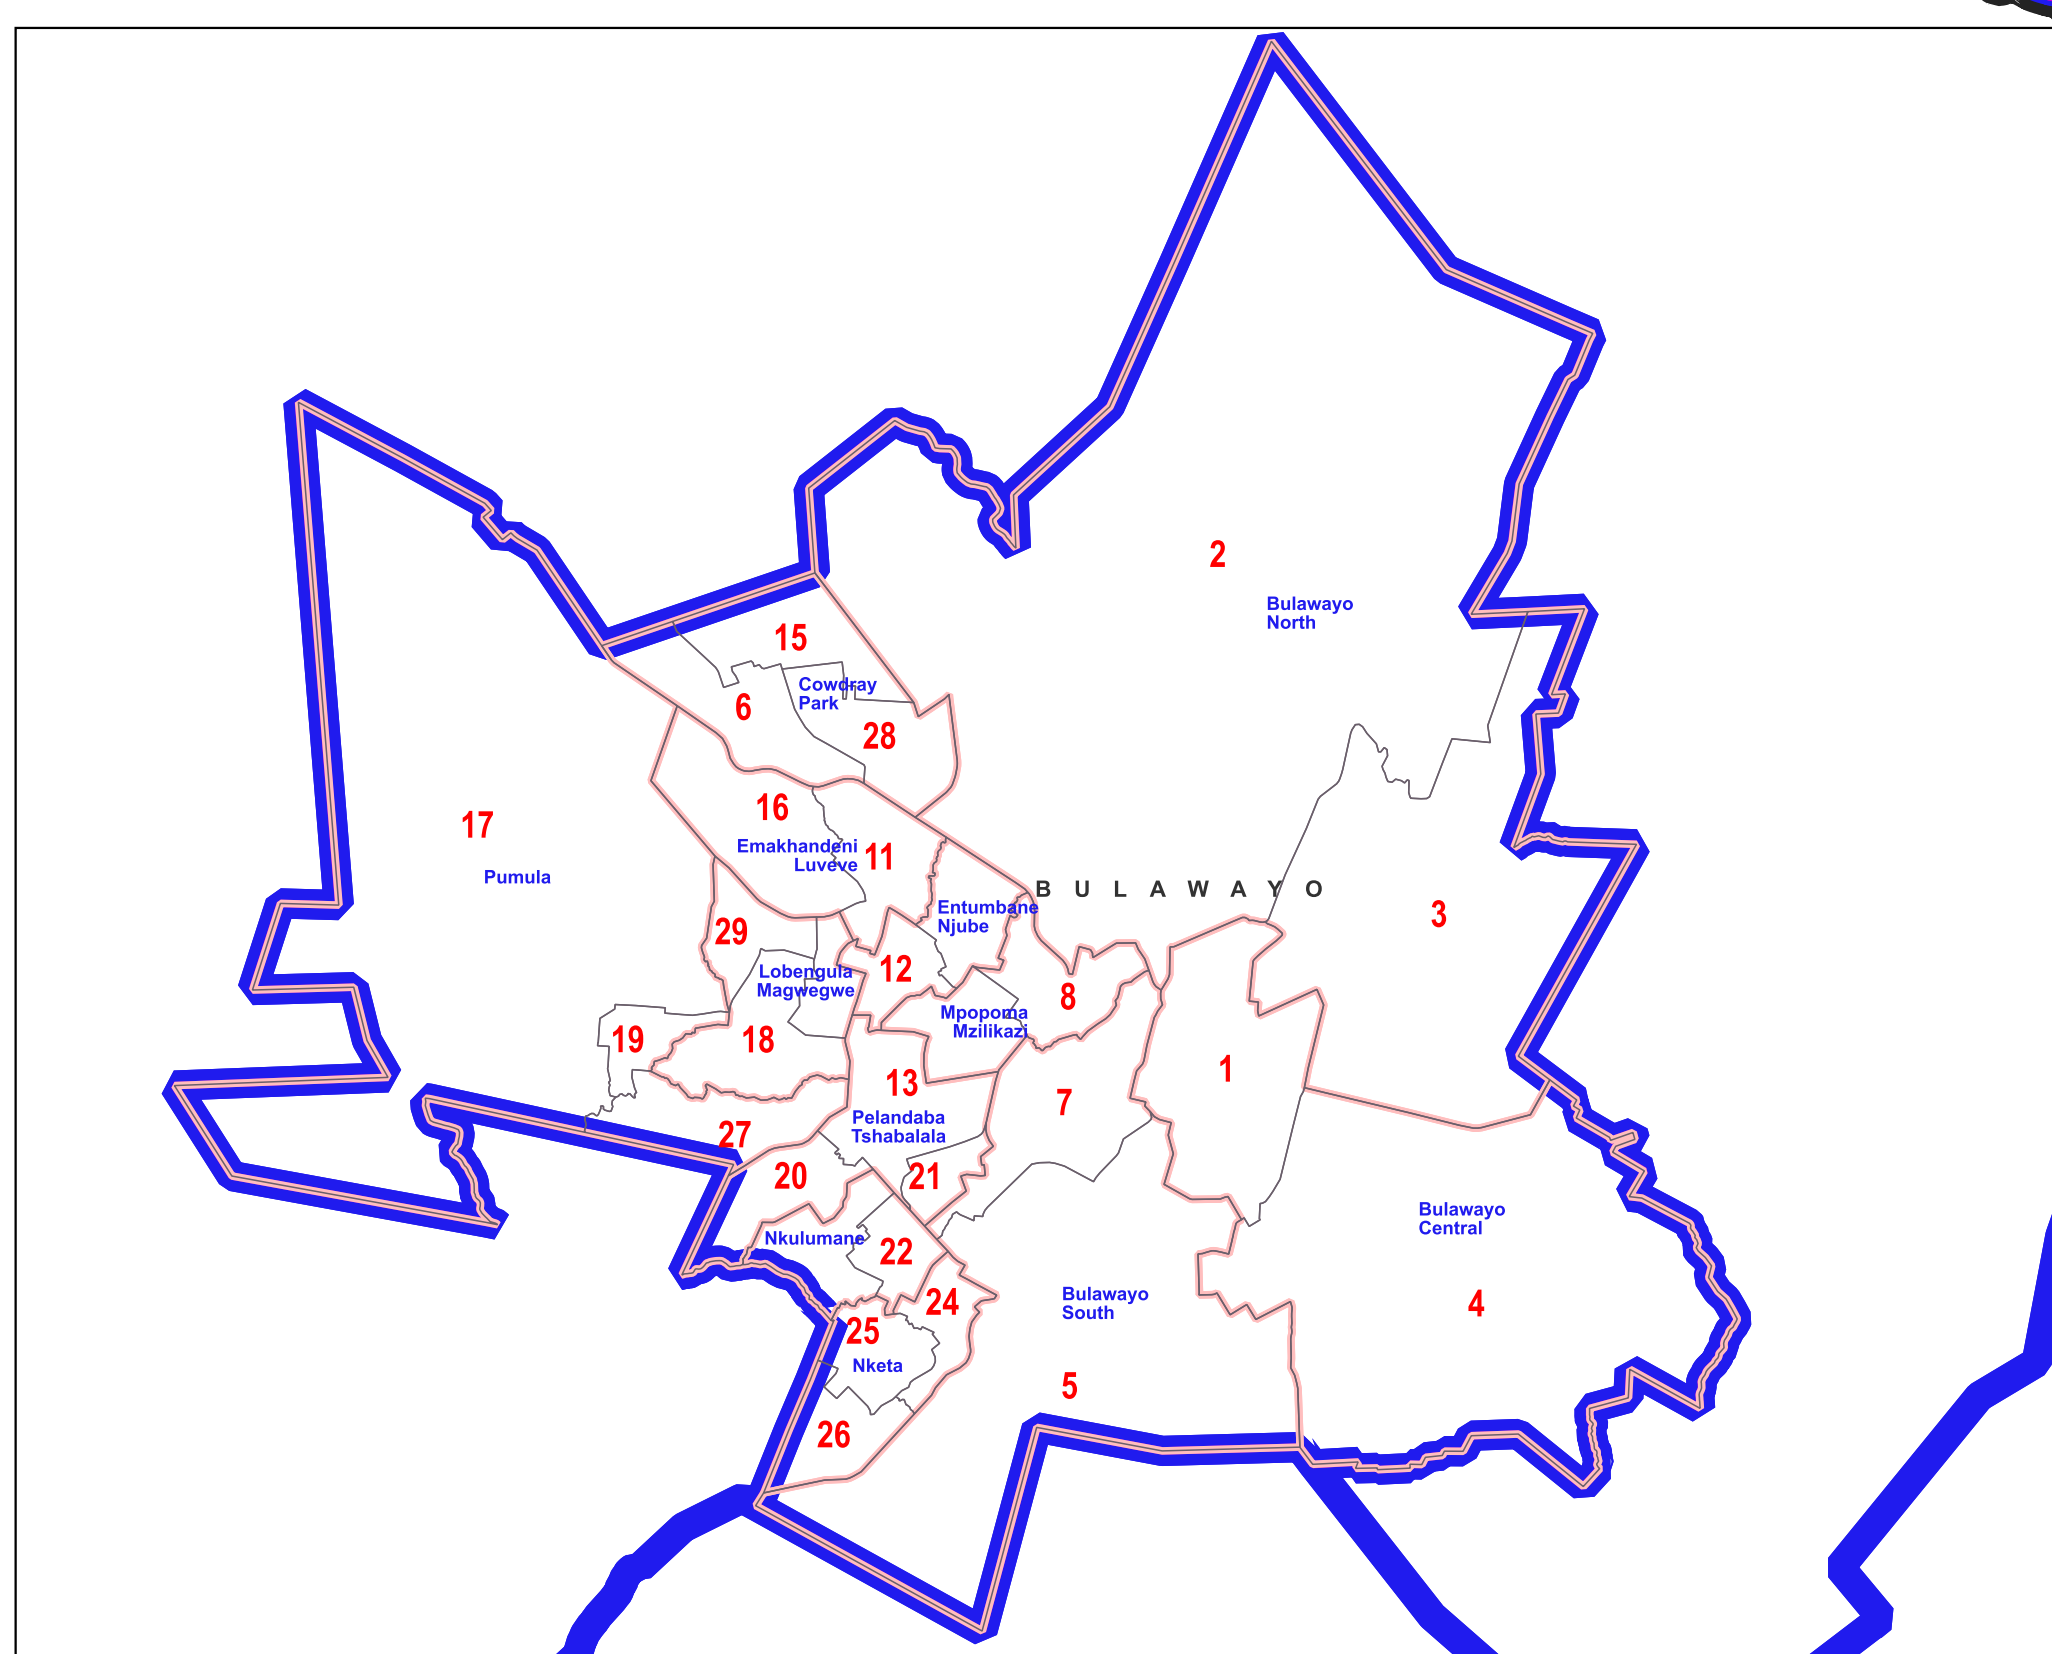 2
Bulawayo
North
15
Cowdray
Park
6
28
16
17
Emakhandeni
Luveve
11
Pumula
BULAWAYO
Entumbane
Njube
3
29
12
Lobengula
Magwegwe
8
Mpopoma
Mzilikazi
19
18
1
13
7
Pelandaba
Tshabalala
27
20
21
Bulawayo
Central
Nkulumane
22
Bulawayo
South
24
4
25
Nketa
5
26